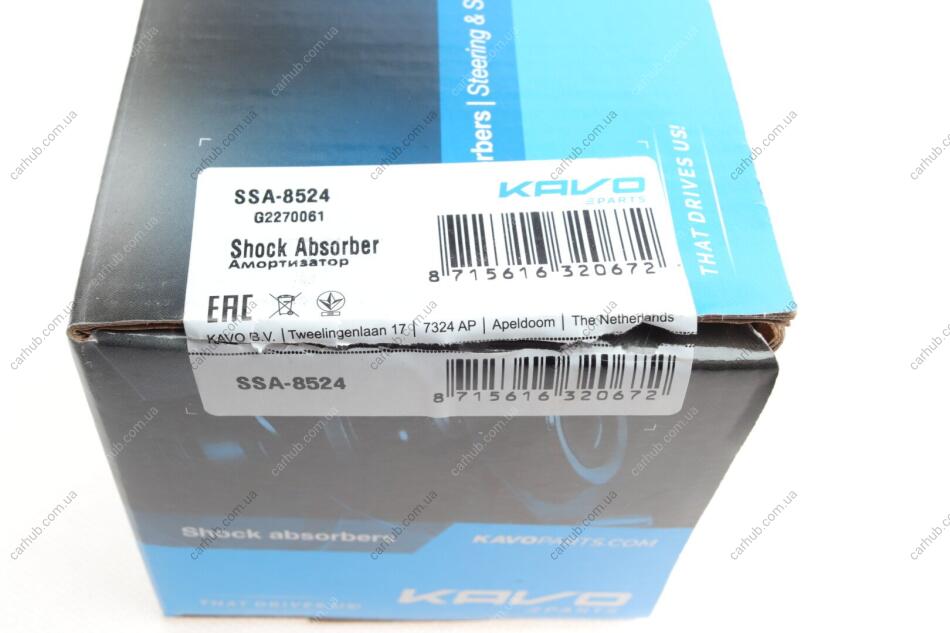 rbers | Steering & S
THAT DRIVES US!
SSA-8524
G2270061
KAVO
PARTS
Shock Absorber
Амортизатор
8 715616 320672
EAC
KAVO B.V. | Tweelingenlaan 17 | 7324 AP | Apeldoorn | The Netherlands
SSA-8524
8 715616 320672
Shock absorbers
KAVOPARTS.COM
THAT DRIVES US!
KAVO
PARTS
carhub.com.ua